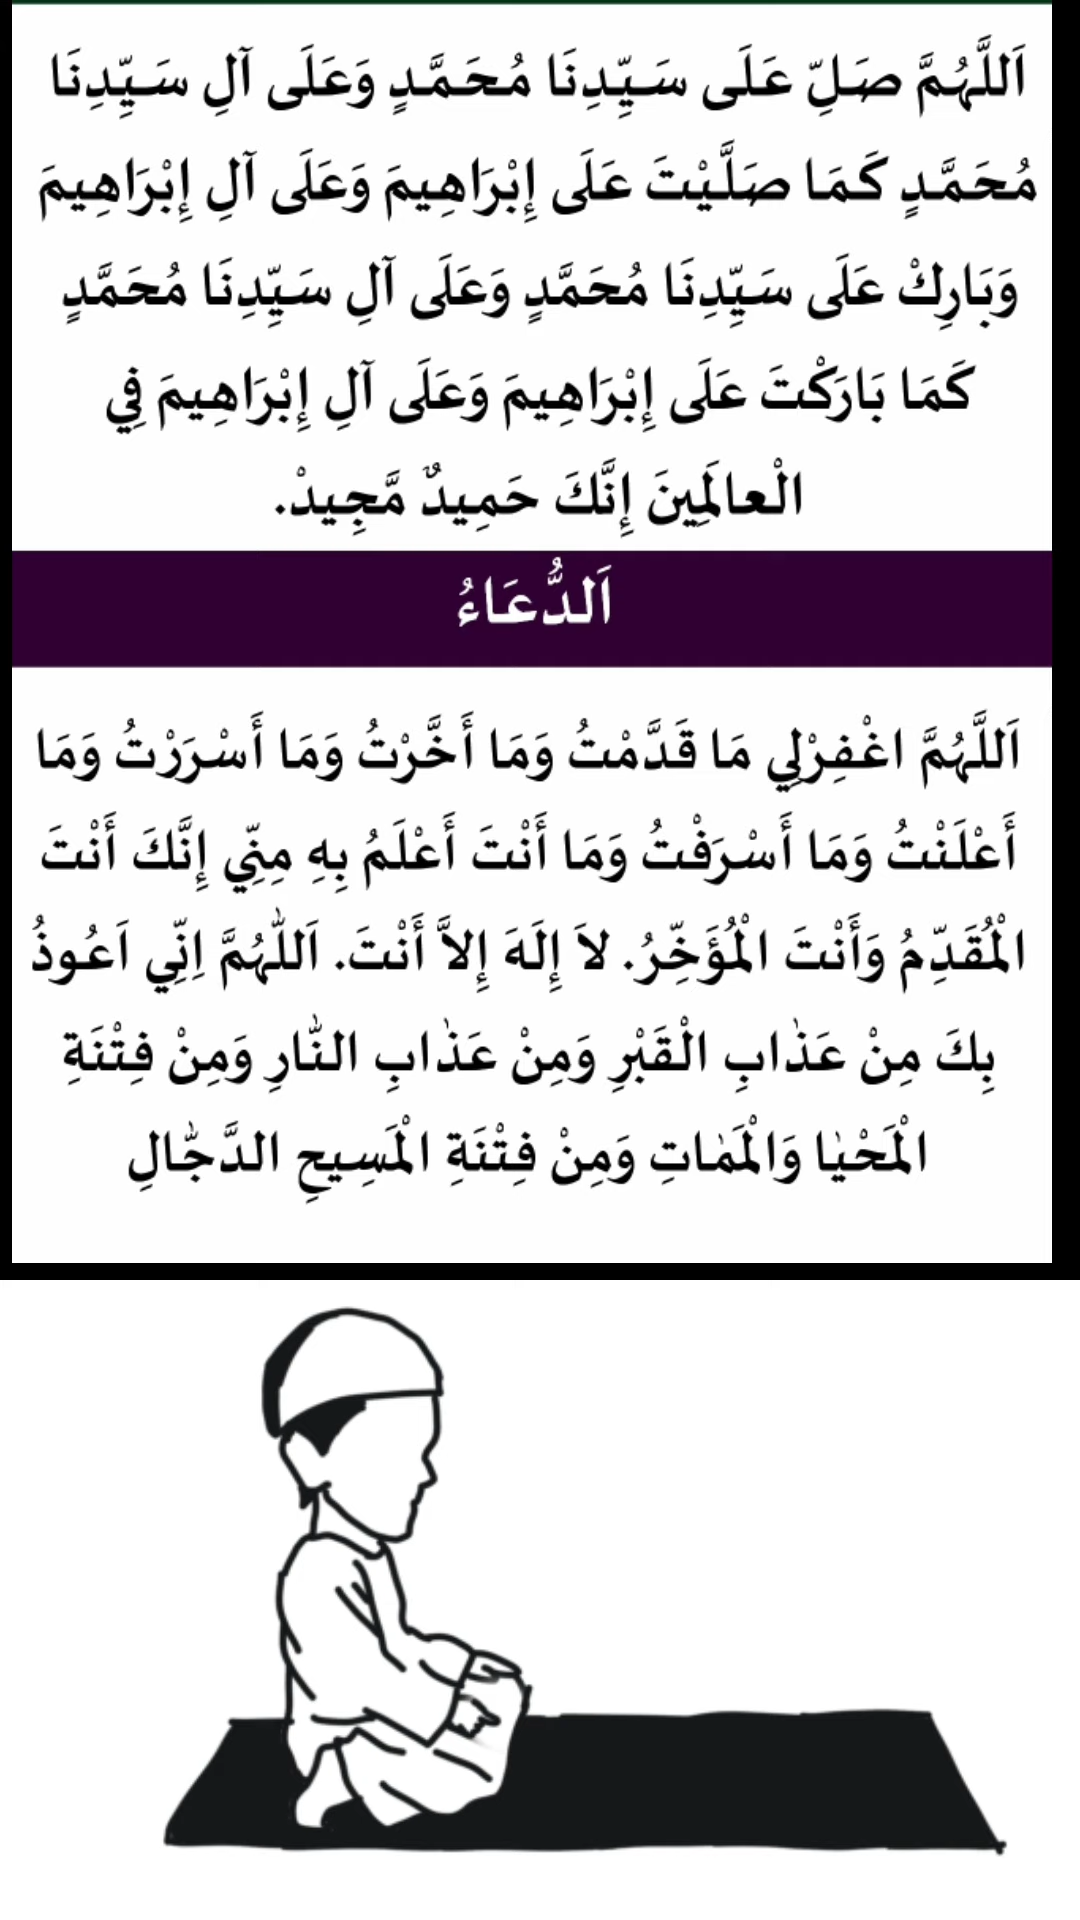 اَللَّهُمَّ صَلِّ عَلَى سَيِّدِنَا مُحَمَّدٍ وَعَلَى آلِ سَيِّدِنَا
مُحَمَّدٍ كَمَا صَلَّيْتَ عَلَى إِبْرَاهِيمَ وَعَلَى آلِ إِبْرَاهِيمَ
وَبَارِكْ عَلَى سَيِّدِنَا مُحَمَّدٍ وَعَلَى آلِ سَيِّدِنَا مُحَمَّدٍ
كَمَا بَارَكْتَ عَلَى إِبْرَاهِيمَ وَعَلَى آلِ إِبْرَاهِيمَ فِي
الْعالَمِينَ إِنَّكَ حَمِيدٌ مَّجِيدْ.
اَلدُّعَاءُ
اَللَّهُمَّ اغْفِرْلِي مَا قَدَّمْتُ وَمَا أَخَّرْتُ وَمَا أَسْرَرْتُ وَمَا
أَعْلَنْتُ وَمَا أَسْرَفْتُ وَمَا أَنْتَ أَعْلَمُ بِهِ مِنِّي إِنَّكَ أَنْتَ
الْمُقَدِّمُ وَأَنْتَ الْمُؤَخِّرُ. لاَ إِلَهَ إِلاَّ أَنْتَ. اَللّٰهُمَّ اِنِّي اَعُوذُ
بِكَ مِنْ عَذٰابِ الْقَبْرِ وَمِنْ عَذٰابِ النّٰارِ وَمِنْ فِتْنَةِ
الْمَحْيٰا وَالْمَمٰاتِ وَمِنْ فِتْنَةِ الْمَسِيحِ الدَّجّٰالِ